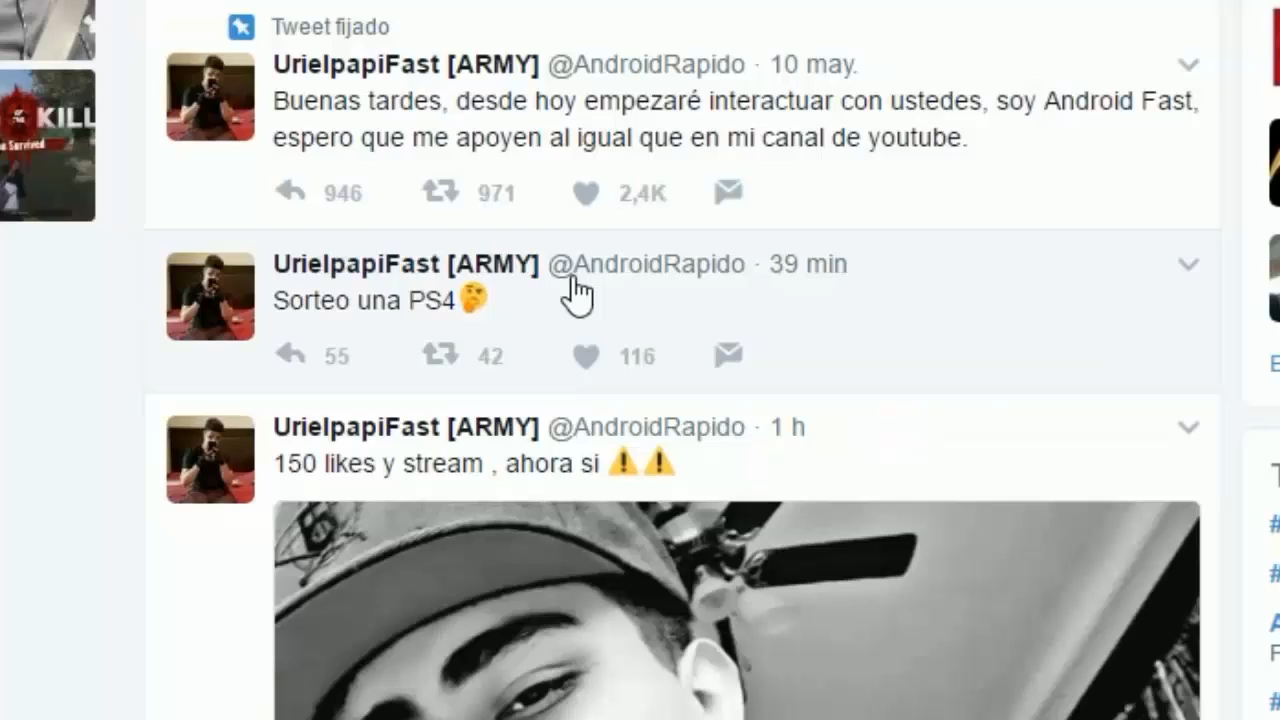 Tweet fijado
UrielpapiFast [ARMY] @AndroidRapido · 10 may.
Buenas tardes, desde hoy empezaré interactuar con ustedes, soy Android Fast,
espero que me apoyen al igual que en mi canal de youtube.
946 971 2,4K
UrielpapiFast [ARMY] @AndroidRapido · 39 min
Sorteo una PS4🤔
55 42 116
UrielpapiFast [ARMY] @AndroidRapido · 1 h
150 likes y stream , ahora si ⚠️⚠️
KILL
Survived